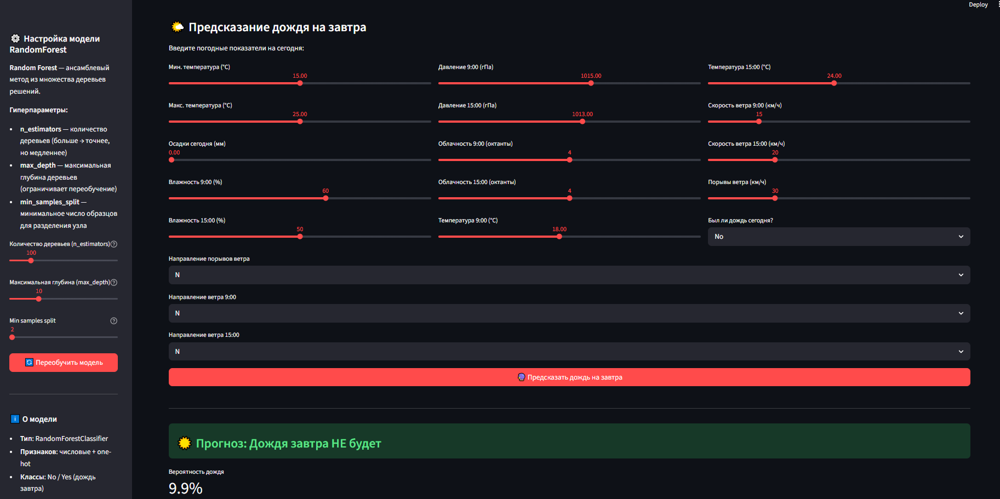 Deploy
Настройка модели
RandomForest
Random Forest — ансамблевый
метод из множества деревьев
решений.
Гиперпараметры:
• n_estimators — количество
деревьев (больше → точнее,
но медленнее)
• max_depth — максимальная
глубина деревьев
(ограничивает переобучение)
• min_samples_split —
минимальное число образцов
для разделения узла
Количество деревьев (n_estimators)
100
Максимальная глубина (max_depth)
10
Min samples split
2
Переобучить модель
О модели
• Тип: RandomForestClassifier
• Признаков: числовые + one-
hot
• Классы: No / Yes (дождь
завтра)
Предсказание дождя на завтра
Введите погодные показатели на сегодня:
Мин. температура (°C)
15.00
Макс. температура (°C)
25.00
Осадки сегодня (мм)
0.00
Влажность 9:00 (%)
60
Влажность 15:00 (%)
50
Давление 9:00 (гПа)
1015.00
Давление 15:00 (гПа)
1013.00
Облачность 9:00 (октанты)
4
Облачность 15:00 (октанты)
4
Температура 9:00 (°C)
18.00
Температура 15:00 (°C)
24.00
Скорость ветра 9:00 (км/ч)
15
Скорость ветра 15:00 (км/ч)
20
Порывы ветра (км/ч)
30
Был ли дождь сегодня?
No
Направление порывов ветра
N
Направление ветра 9:00
N
Направление ветра 15:00
N
Предсказать дождь на завтра
Прогноз: Дождя завтра НЕ будет
Вероятность дождя
9.9%